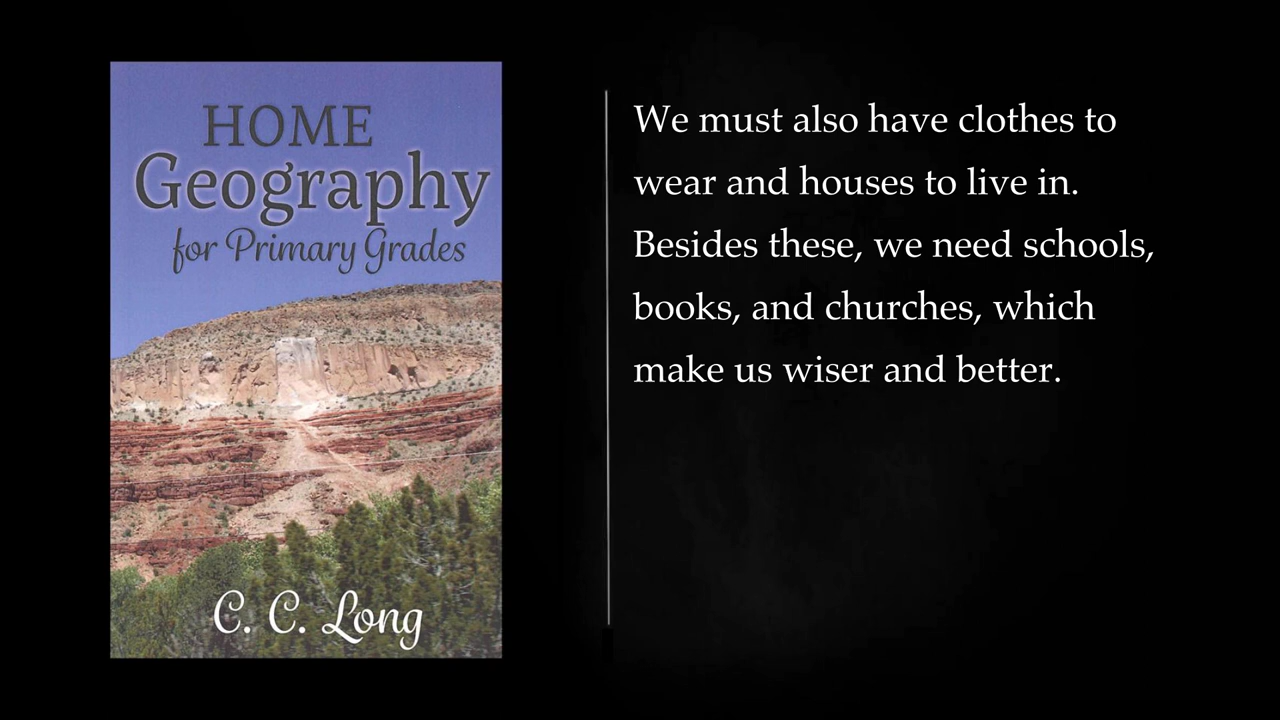 HOME
Geography
for Primary Grades
C. C. Long
We must also have clothes to
wear and houses to live in.
Besides these, we need schools,
books, and churches, which
make us wiser and better.